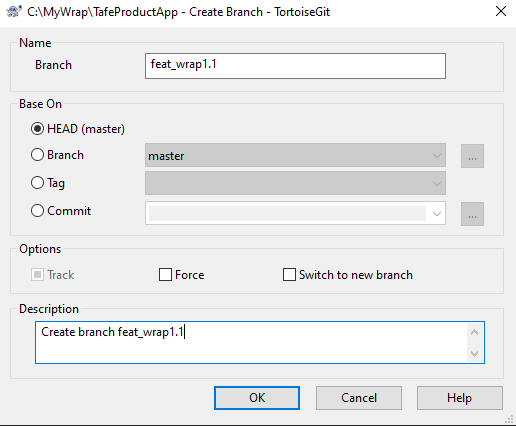 C:\MyWrap\TafeProductApp - Create Branch - TortoiseGit
Name
Branch feat_wrap1.1
Base On
HEAD (master)
Branch master ...
Tag
Commit ...
Options
Track Force Switch to new branch
Description
Create branch feat_wrap1.1
OK Cancel Help